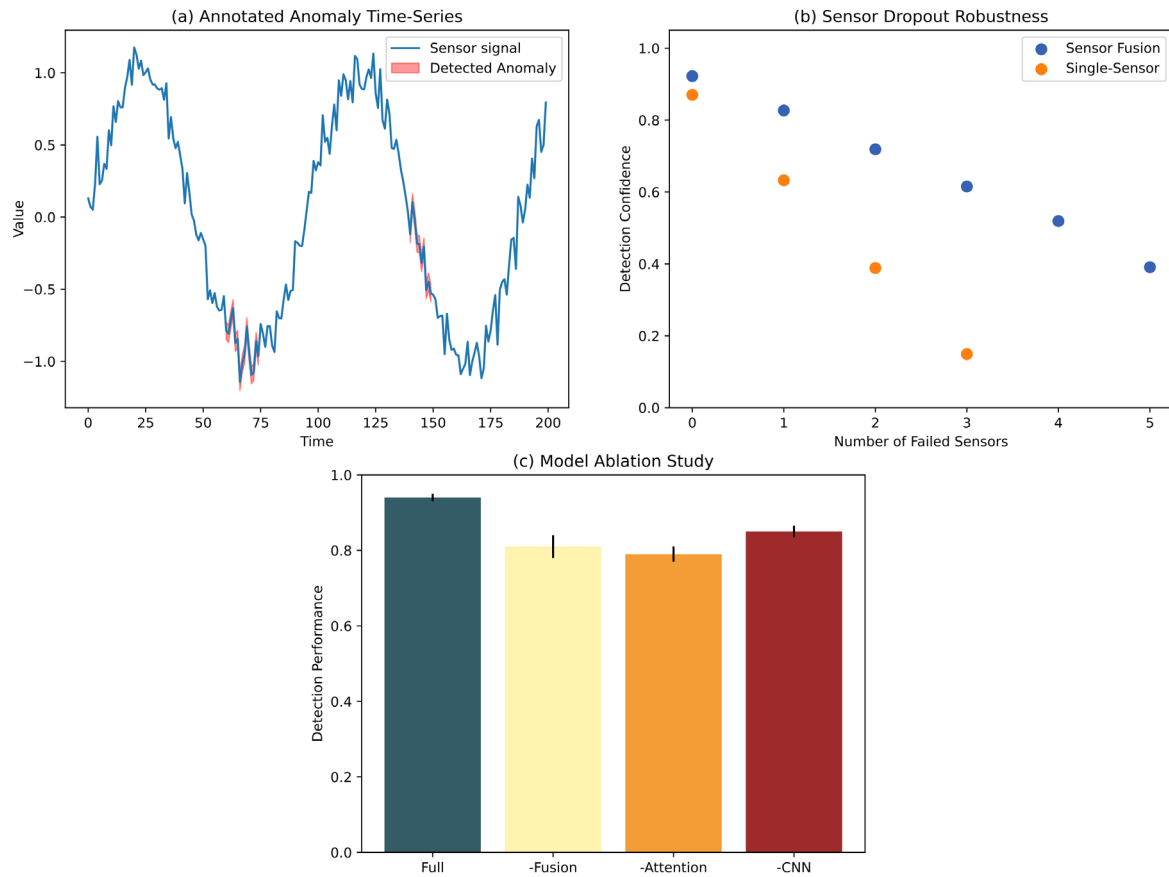 (a) Annotated Anomaly Time-Series
Sensor signal
Detected Anomaly
1.0
0.5
0.0
−0.5
−1.0
Value
0 25 50 75 100 125 150 175 200
Time
(b) Sensor Dropout Robustness
Sensor Fusion
Single-Sensor
1.0
0.8
0.6
0.4
0.2
0.0
Detection Confidence
0 1 2 3 4 5
Number of Failed Sensors
(c) Model Ablation Study
1.0
0.8
0.6
0.4
0.2
0.0
Detection Performance
Full -Fusion -Attention -CNN